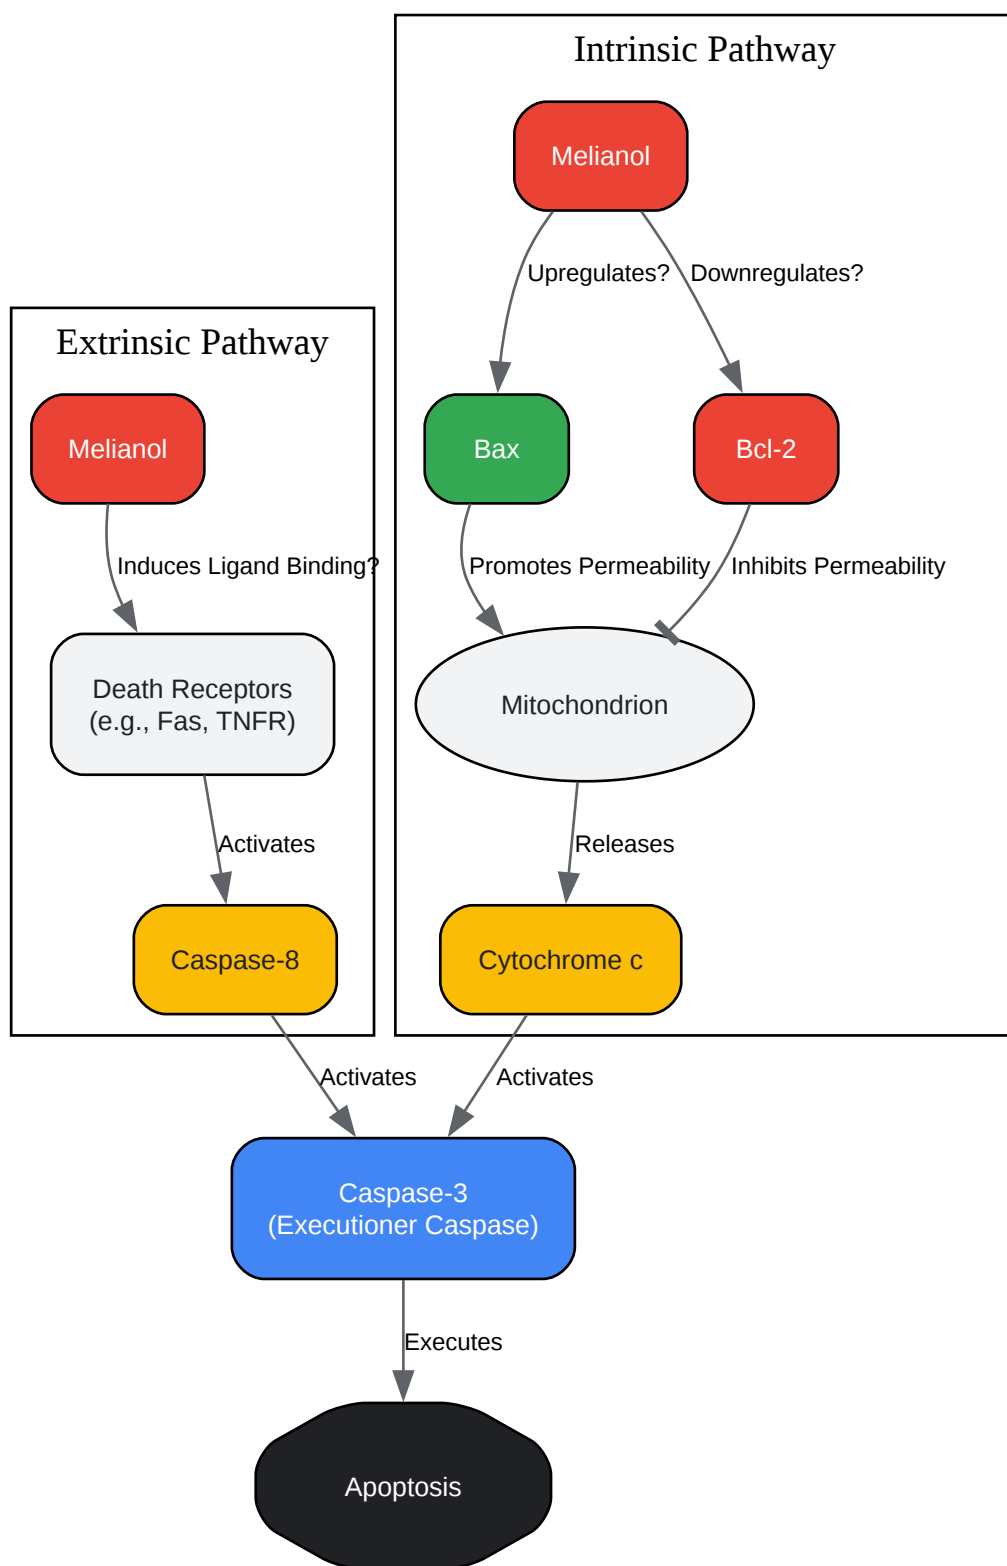 Intrinsic Pathway
Melianol
Upregulates?
Downregulates?
Extrinsic Pathway
Melianol
Bax
Bcl-2
Induces Ligand Binding?
Promotes Permeability
Inhibits Permeability
Death Receptors
(e.g., Fas, TNFR)
Mitochondrion
Activates
Releases
Caspase-8
Cytochrome c
Activates
Activates
Caspase-3
(Executioner Caspase)
Executes
Apoptosis